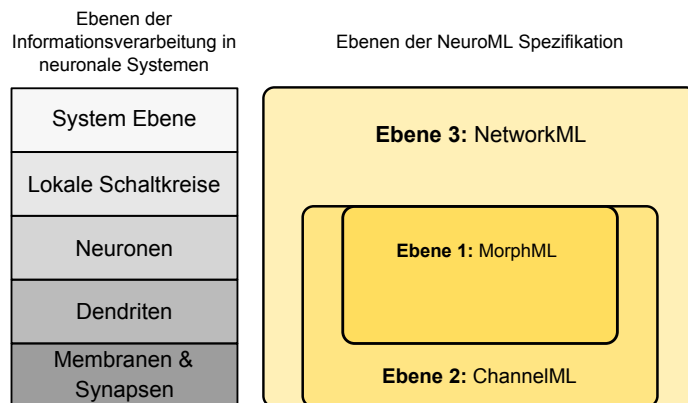 Ebenen der
Informationsverarbeitung in
neuronale Systemen
Ebenen der NeuroML Spezifikation
System Ebene
Lokale Schaltkreise
Neuronen
Dendriten
Membranen &
Synapsen
Ebene 3: NetworkML
Ebene 1: MorphML
Ebene 2: ChannelML